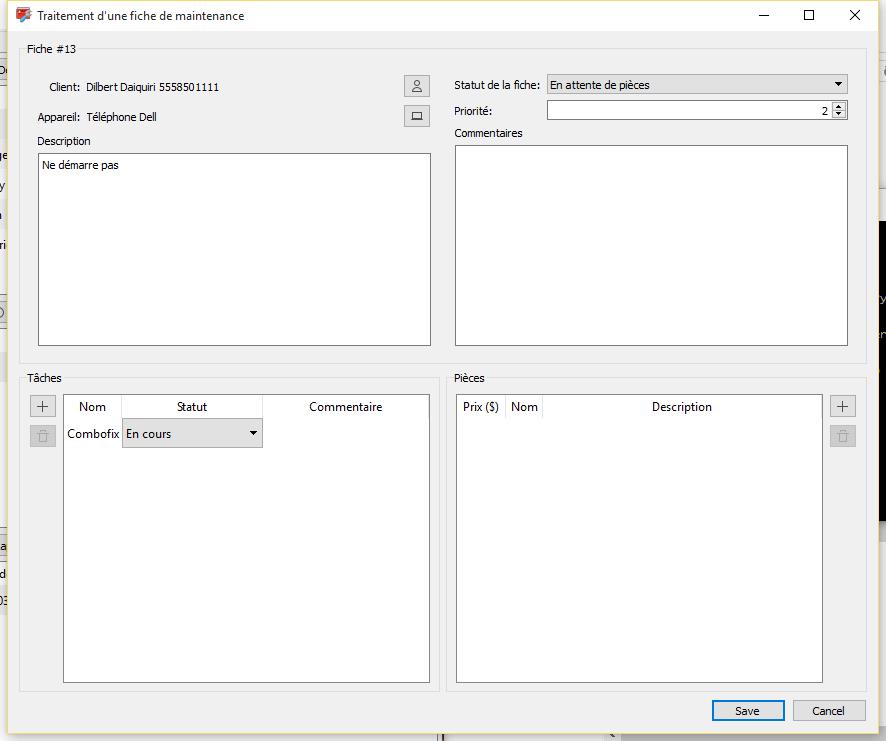 Traitement d'une fiche de maintenance
Fiche #13
Client: Dilbert Daiquiri 5558501111
Appareil: Téléphone Dell
Description
Ne démarre pas
Statut de la fiche: En attente de pièces
Priorité: 2
Commentaires
Tâches
Nom Statut Commentaire
Combofix En cours
Pièces
Prix ($) Nom Description
Save Cancel